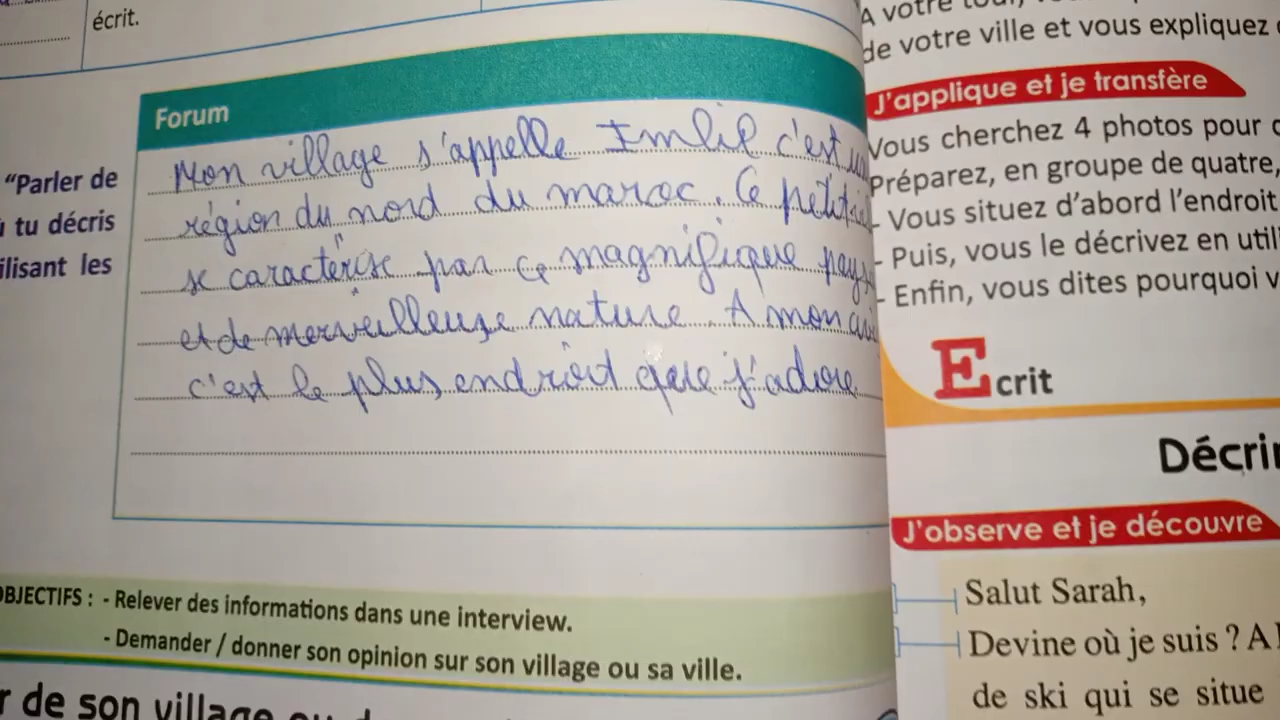 écrit.
Forum
Mon village s'appelle Imlil c'est un
région du nord du maroc. Ce petit
se caractérise par ce magnifique pays
et de merveilleuse nature. A mon avis
c'est le plus endroit que j'adore
"Parler de
tu décris
ilisant les
OBJECTIFS : - Relever des informations dans une interview.
- Demander / donner son opinion sur son village ou sa ville.
r de son village ou d
A votre tour,
de votre ville et vous expliquez
J'applique et je transfère
Vous cherchez 4 photos pour
Préparez, en groupe de quatre,
- Vous situez d'abord l'endroit
- Puis, vous le décrivez en util
- Enfin, vous dites pourquoi v
Ecrit
Décri
J'observe et je découvre
Salut Sarah,
Devine où je suis ? A
de ski qui se situe